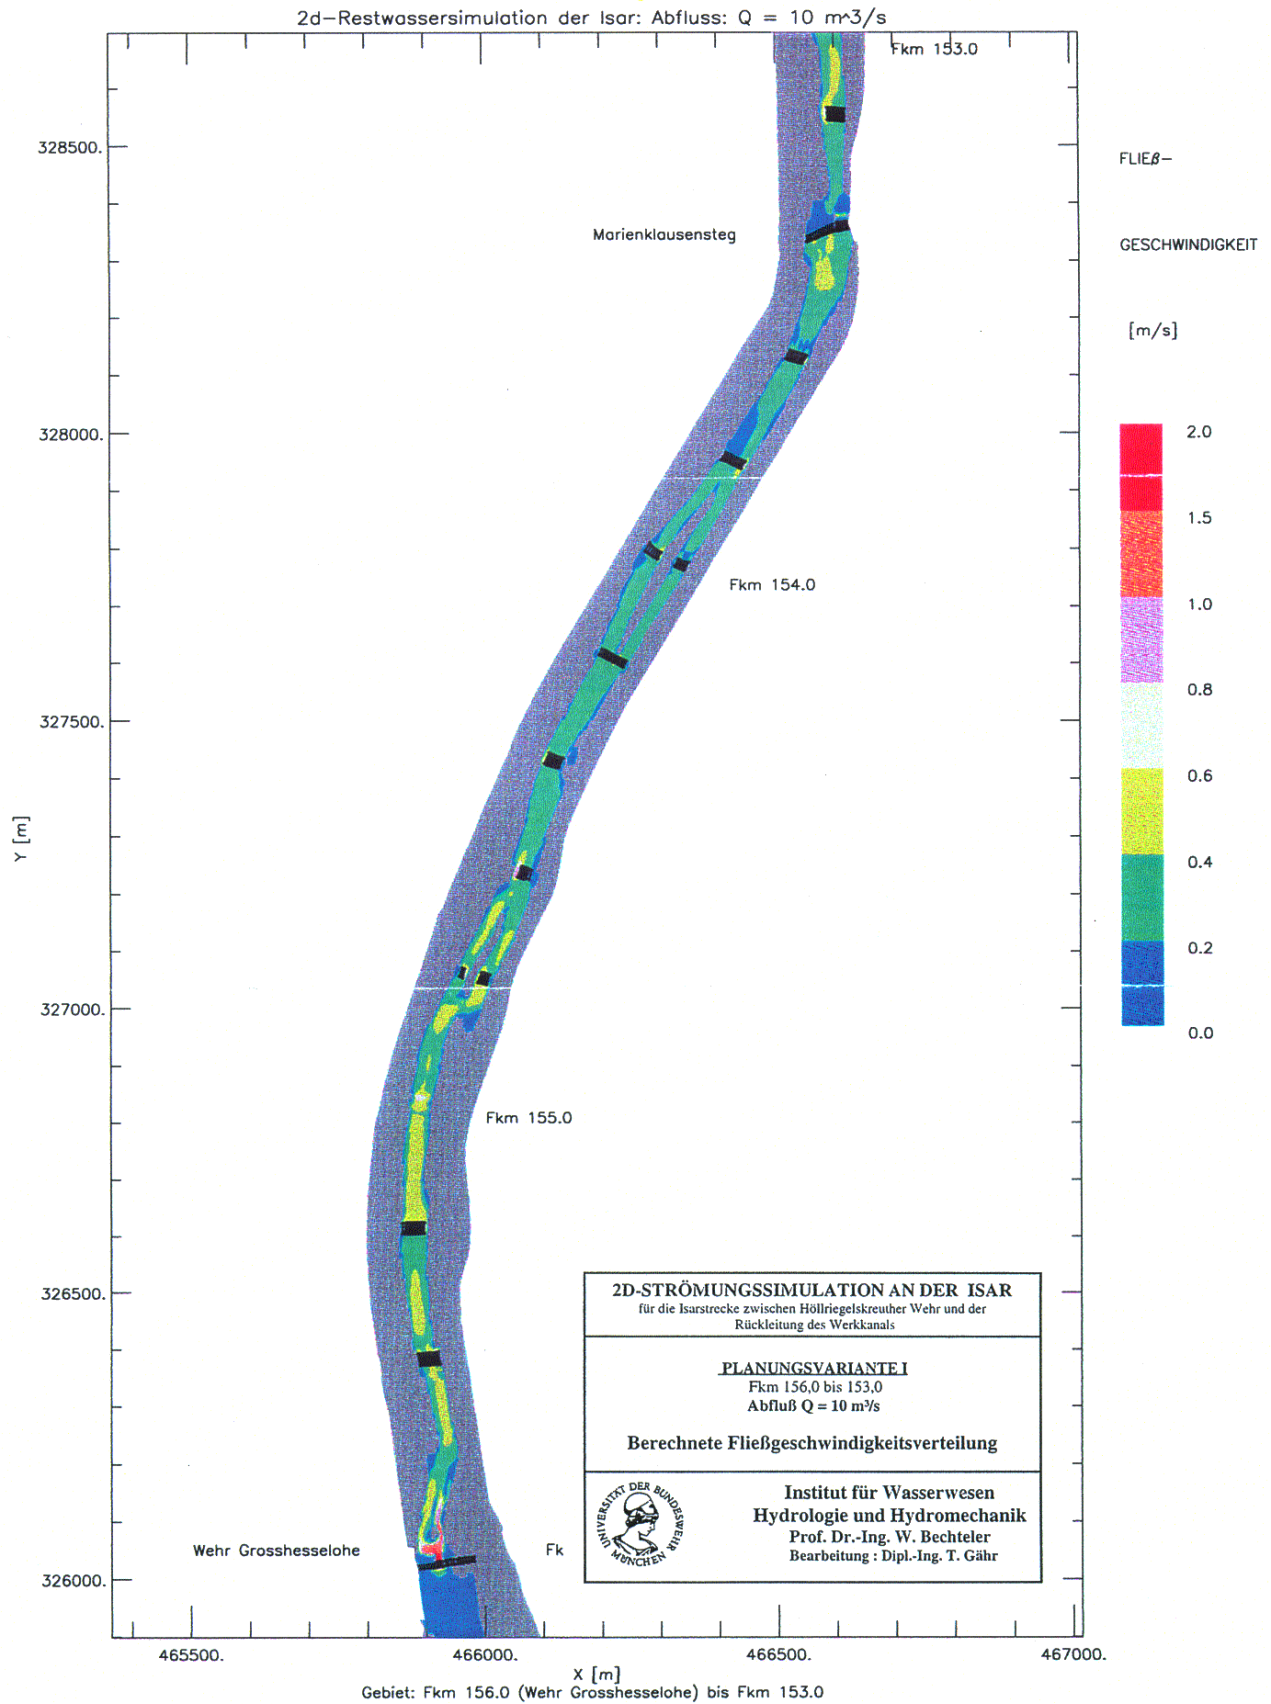 2d-Restwassersimulation der Isar: Abfluss: Q = 10 m^3/s
Fkm 153.0
328500.
FLIEß-
Marienklausensteg
GESCHWINDIGKEIT
[m/s]
328000.
2.0
1.5
Fkm 154.0
1.0
0.8
327500.
0.6
Y [m]
0.4
0.2
327000.
0.0
Fkm 155.0
326500.
2D-STRÖMUNGSSIMULATION AN DER ISAR
für die Isarstrecke zwischen Höllriegelskreuther Wehr und der
Rückleitung des Werkkanals
PLANUNGSVARIANTE I
Fkm 156,0 bis 153,0
Abfluß Q = 10 m³/s
Berechnete Fließgeschwindigkeitsverteilung
UNIVERSITÄT DER BUNDESWEHR MÜNCHEN
Institut für Wasserwesen
Hydrologie und Hydromechanik
Prof. Dr.-Ing. W. Bechteler
Bearbeitung : Dipl.-Ing. T. Gähr
Wehr Grosshesselohe
Fk
326000.
465500.
466000.
466500.
467000.
X [m]
Gebiet: Fkm 156.0 (Wehr Grosshesselohe) bis Fkm 153.0